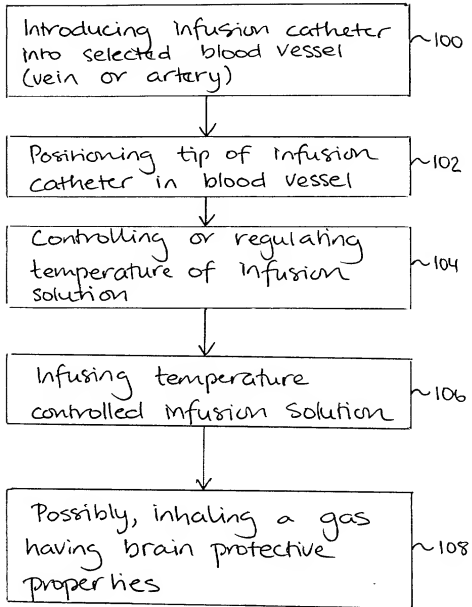 Introducing infusion catheter
into selected blood vessel
(vein or artery)
100
Positioning tip of infusion
catheter in blood vessel
102
Controlling or regulating
temperature of infusion
solution
104
Infusing temperature
controlled infusion solution
106
Possibly, inhaling a gas
having brain protective
properties
108